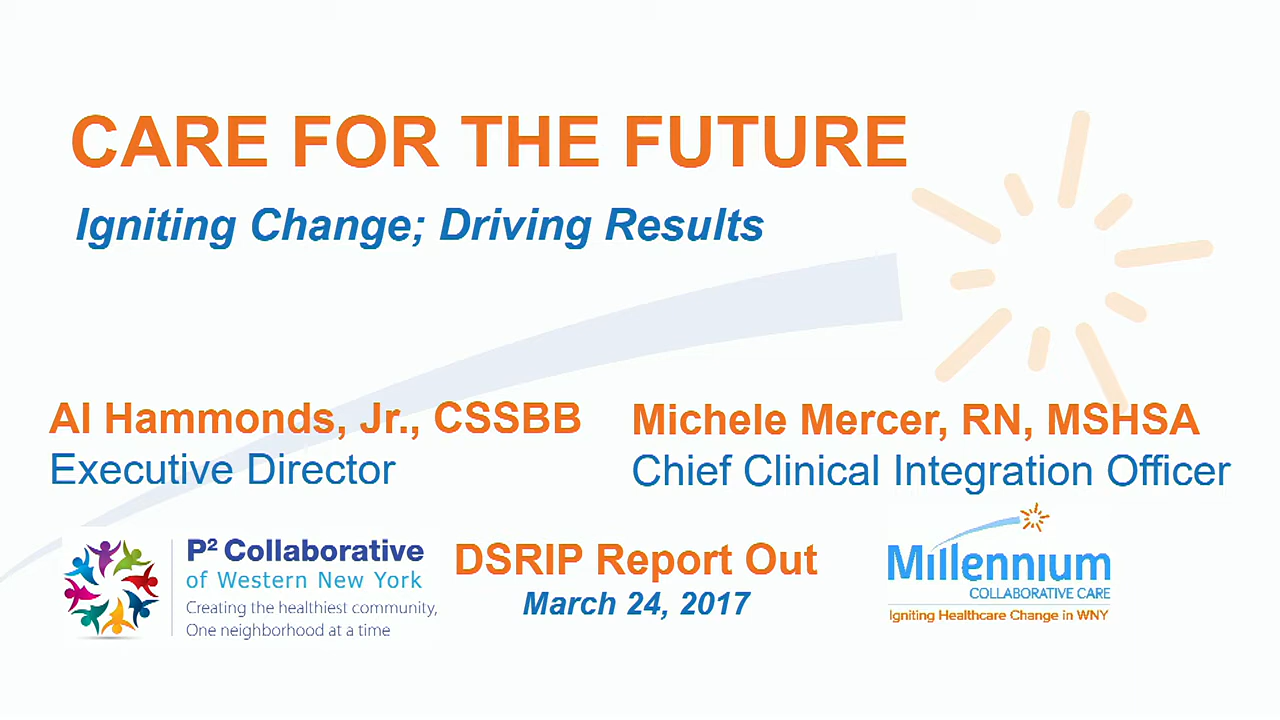 CARE FOR THE FUTURE
Igniting Change; Driving Results
Al Hammonds, Jr., CSSBB
Executive Director
Michele Mercer, RN, MSHSA
Chief Clinical Integration Officer
P² Collaborative
of Western New York
Creating the healthiest community,
One neighborhood at a time
DSRIP Report Out
March 24, 2017
Millennium
COLLABORATIVE CARE
Igniting Healthcare Change in WNY